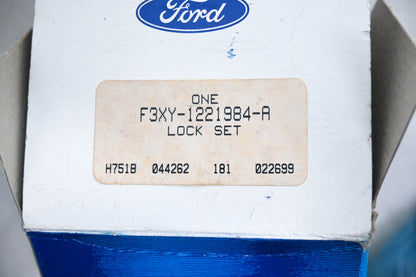 Ford
ONE
F3XY-1221984-A
LOCK SET
H751B 044262 181 022699